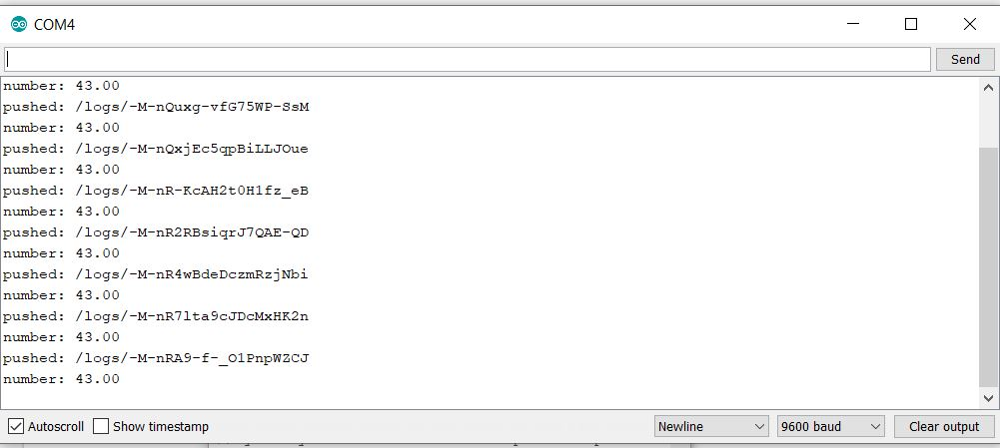 COM4
Send
number: 43.00
pushed: /logs/-M-nQuxg-vfG75WP-SsM
number: 43.00
pushed: /logs/-M-nQxjEc5qpBiLLJOue
number: 43.00
pushed: /logs/-M-nR-KcAH2t0H1fz_eB
number: 43.00
pushed: /logs/-M-nR2RBsiqrJ7QAE-QD
number: 43.00
pushed: /logs/-M-nR4wBdeDczmRzjNbi
number: 43.00
pushed: /logs/-M-nR7lta9cJDcMxHK2n
number: 43.00
pushed: /logs/-M-nRA9-f-_O1PnpWZCJ
number: 43.00
Autoscroll Show timestamp Newline 9600 baud Clear output